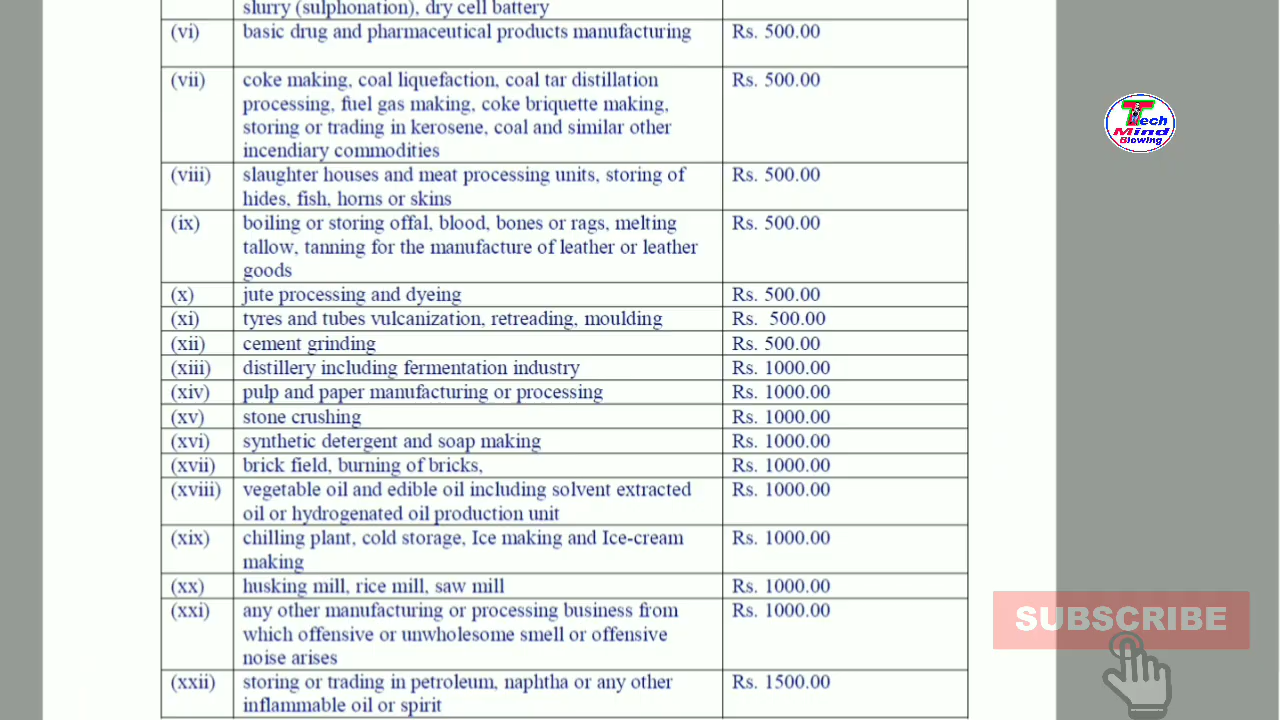 slurry (sulphonation), dry cell battery
(vi) basic drug and pharmaceutical products manufacturing Rs. 500.00
(vii) coke making, coal liquefaction, coal tar distillation Rs. 500.00
processing, fuel gas making, coke briquette making,
storing or trading in kerosene, coal and similar other
incendiary commodities
(viii) slaughter houses and meat processing units, storing of Rs. 500.00
hides, fish, horns or skins
(ix) boiling or storing offal, blood, bones or rags, melting Rs. 500.00
tallow, tanning for the manufacture of leather or leather
goods
(x) jute processing and dyeing Rs. 500.00
(xi) tyres and tubes vulcanization, retreading, moulding Rs. 500.00
(xii) cement grinding Rs. 500.00
(xiii) distillery including fermentation industry Rs. 1000.00
(xiv) pulp and paper manufacturing or processing Rs. 1000.00
(xv) stone crushing Rs. 1000.00
(xvi) synthetic detergent and soap making Rs. 1000.00
(xvii) brick field, burning of bricks, Rs. 1000.00
(xviii) vegetable oil and edible oil including solvent extracted Rs. 1000.00
oil or hydrogenated oil production unit
(xix) chilling plant, cold storage, Ice making and Ice-cream Rs. 1000.00
making
(xx) husking mill, rice mill, saw mill Rs. 1000.00
(xxi) any other manufacturing or processing business from Rs. 1000.00
which offensive or unwholesome smell or offensive
noise arises
(xxii) storing or trading in petroleum, naphtha or any other Rs. 1500.00
inflammable oil or spirit
Tech
Mind
Blowing
SUBSCRIBE